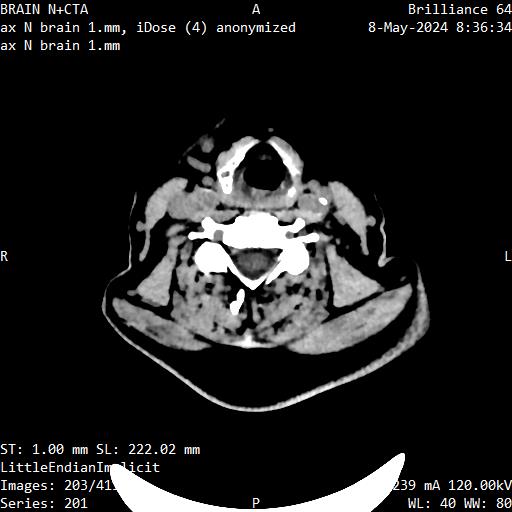 BRAIN N+CTA A Brilliance 64
ax N brain 1.mm, iDose (4) anonymized 8-May-2024 8:36:34
ax N brain 1.mm
R L
ST: 1.00 mm SL: 222.02 mm
LittleEndianImplicit
Images: 203/41 239 mA 120.00kV
Series: 201 P WL: 40 WW: 80